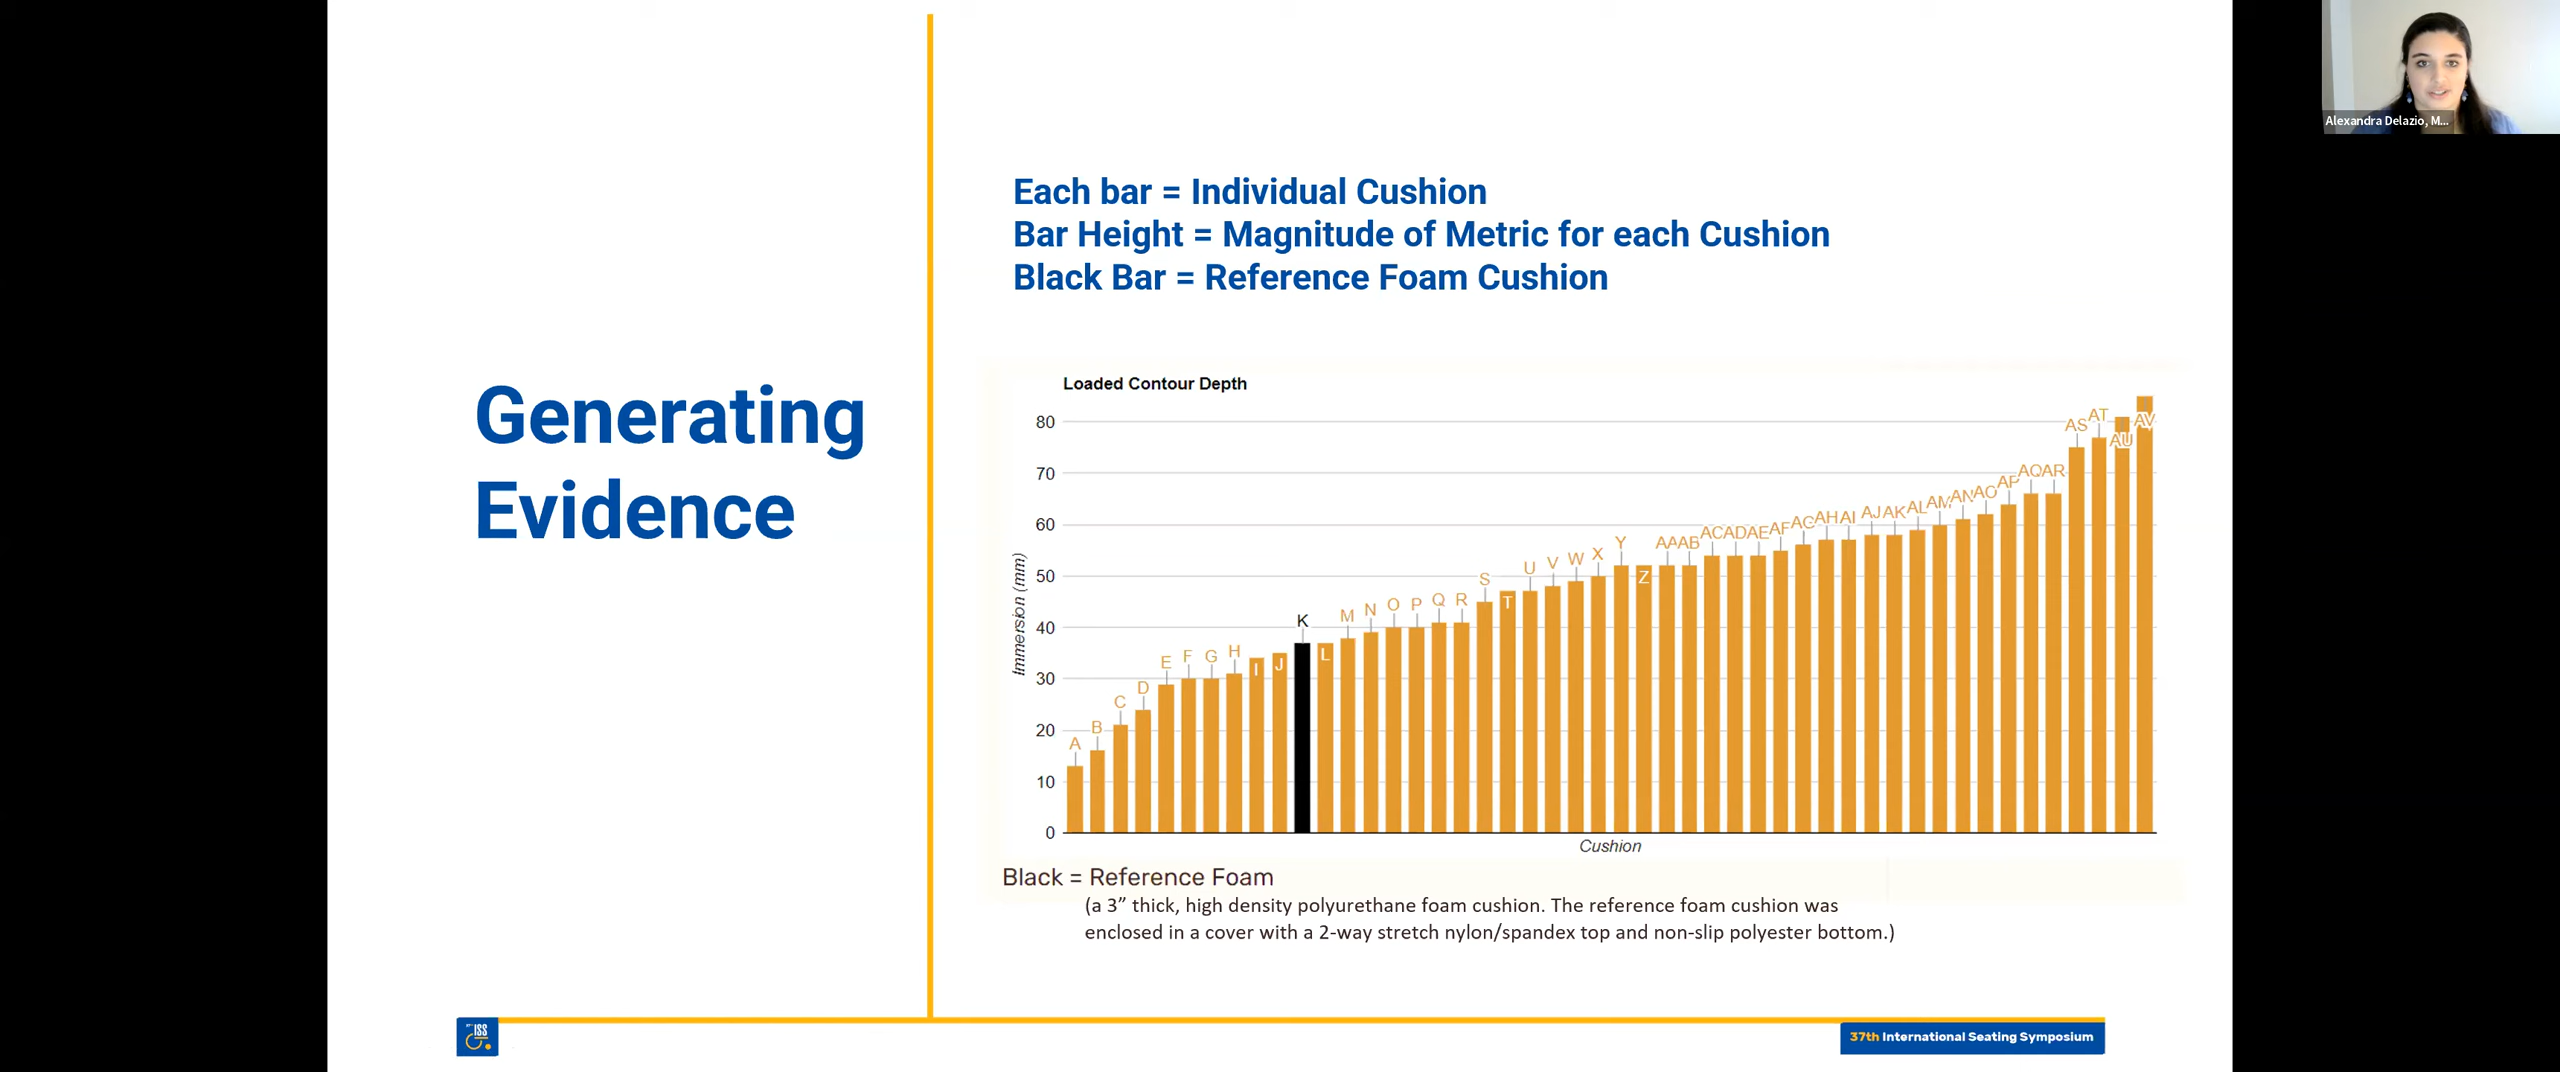 Alexandra Delazio, M...
Each bar = Individual Cushion
Bar Height = Magnitude of Metric for each Cushion
Black Bar = Reference Foam Cushion
Generating
Evidence
Loaded Contour Depth
Immersion (mm)
80
70
60
50
40
30
20
10
0
A B C D E F G H I J K L M N O P Q R S T U V W X Y Z AA AB AC AD AE AF AG AH AI AJ AK AL AM AN AO AP AQ AR AS AT AU AV
Cushion
Black = Reference Foam
(a 3” thick, high density polyurethane foam cushion. The reference foam cushion was
enclosed in a cover with a 2-way stretch nylon/spandex top and non-slip polyester bottom.)
ISS
37th International Seating Symposium